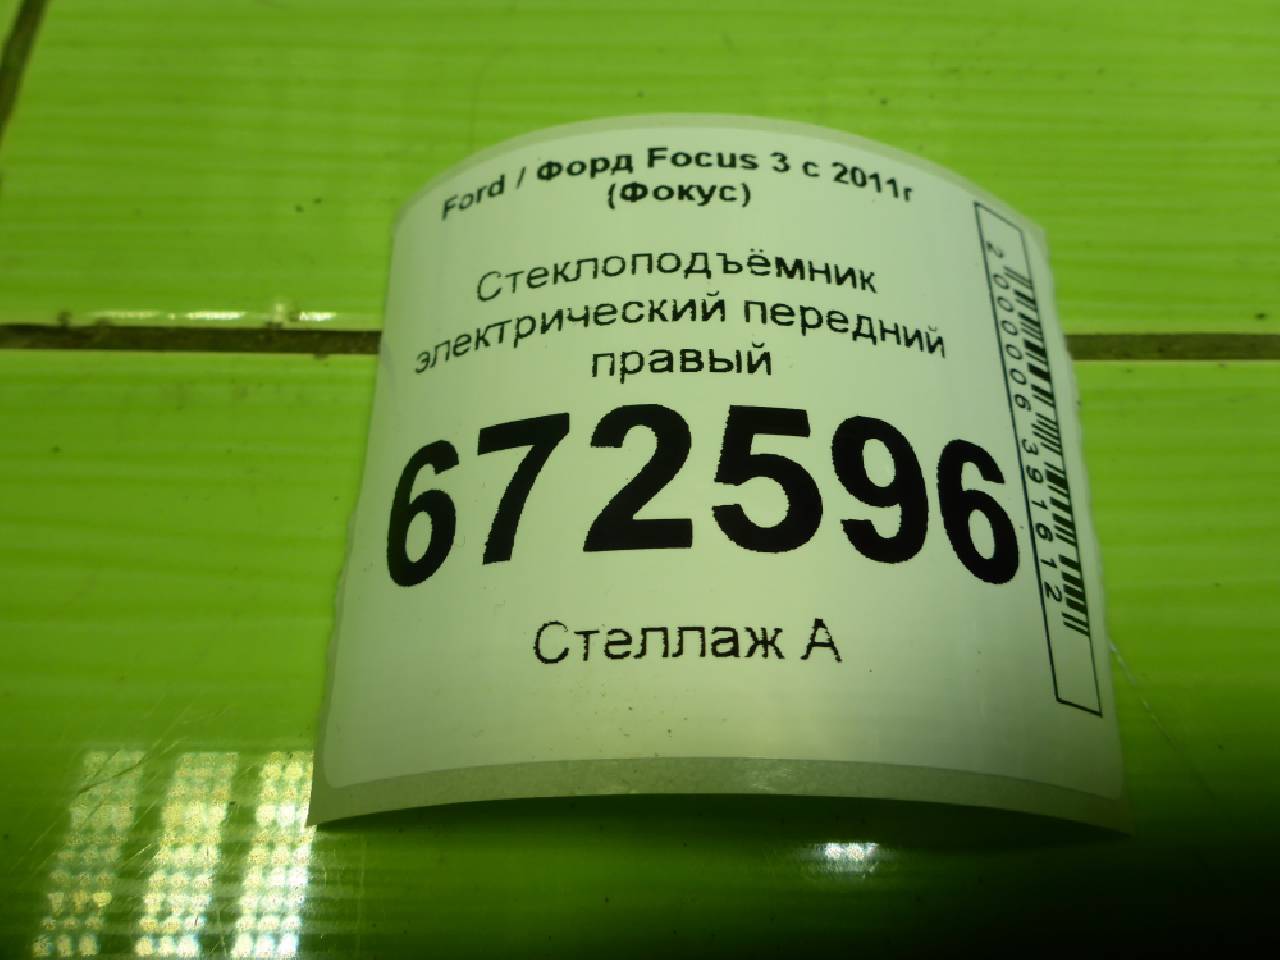 Ford / Форд Focus 3 с 2011г
(Фокус)
Стеклоподъёмник
электрический передний
правый
672596
Стеллаж А
2000006391612